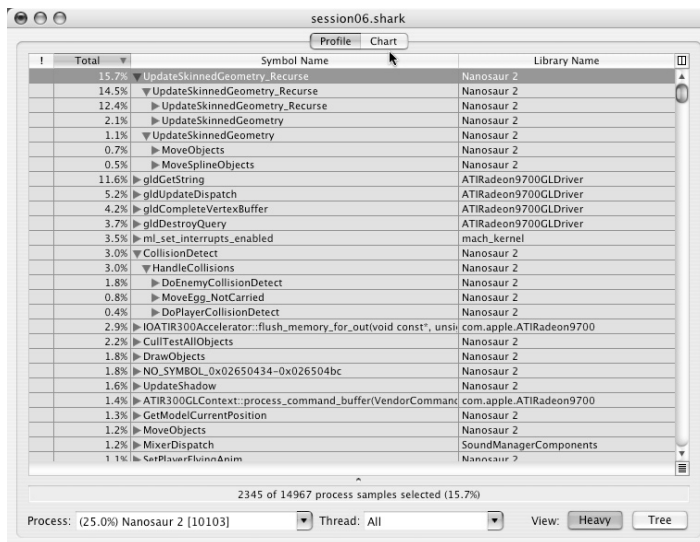 session06.shark
Profile Chart
! Total Symbol Name Library Name
15.7% UpdateSkinnedGeometry_Recurse Nanosaur 2
14.5% UpdateSkinnedGeometry_Recurse Nanosaur 2
12.4% UpdateSkinnedGeometry_Recurse Nanosaur 2
2.1% UpdateSkinnedGeometry Nanosaur 2
1.1% UpdateSkinnedGeometry Nanosaur 2
0.7% MoveObjects Nanosaur 2
0.5% MoveSplineObjects Nanosaur 2
11.6% gldGetString ATIRadeon9700GLDriver
5.2% gldUpdateDispatch ATIRadeon9700GLDriver
4.2% gldCompleteVertexBuffer ATIRadeon9700GLDriver
3.7% gldDestroyQuery ATIRadeon9700GLDriver
3.5% ml_set_interrupts_enabled mach_kernel
3.0% CollisionDetect Nanosaur 2
3.0% HandleCollisions Nanosaur 2
1.8% DoEnemyCollisionDetect Nanosaur 2
0.8% MoveEgg_NotCarried Nanosaur 2
0.4% DoPlayerCollisionDetect Nanosaur 2
2.9% IOATIR300Accelerator::flush_memory_for_out(void const*, unsi com.apple.ATIRadeon9700
2.2% CullTestAllObjects Nanosaur 2
1.8% DrawObjects Nanosaur 2
1.8% NO_SYMBOL_0x02650434-0x026504bc Nanosaur 2
1.6% UpdateShadow Nanosaur 2
1.4% ATIR300GLContext::process_command_buffer(VendorCommand com.apple.ATIRadeon9700
1.3% GetModelCurrentPosition Nanosaur 2
1.2% MoveObjects Nanosaur 2
1.2% MixerDispatch SoundManagerComponents
1.1% SetPlayerFlyingAnim Nanosaur 2
2345 of 14967 process samples selected (15.7%)
Process: (25.0%) Nanosaur 2 [10103] Thread: All View: Heavy Tree